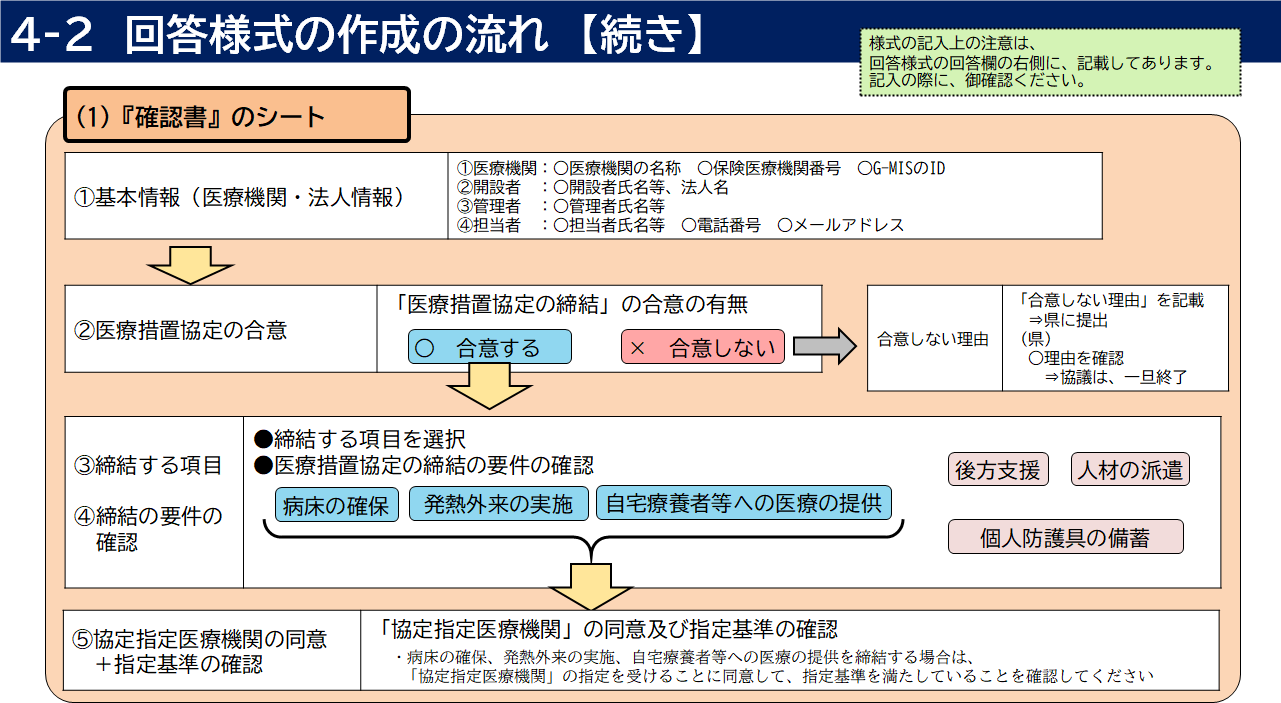 4-2 回答様式の作成の流れ【続き】
様式の記入上の注意は、
回答様式の回答欄の右側に、記載してあります。
記入の際に、御確認ください。
(1)『確認書』のシート
①基本情報（医療機関・法人情報）
①医療機関：〇医療機関の名称　〇保険医療機関番号　〇G-MISのID
②開設者　：〇開設者氏名等、法人名
③管理者　：〇管理者氏名等
④担当者　：〇担当者氏名等　〇電話番号　〇メールアドレス
②医療措置協定の合意
「医療措置協定の締結」の合意の有無
〇　合意する
×　合意しない
合意しない理由
「合意しない理由」を記載
⇒県に提出
（県）
〇理由を確認
⇒協議は、一旦終了
③締結する項目
④締結の要件の
確認
●締結する項目を選択
●医療措置協定の締結の要件の確認
病床の確保
発熱外来の実施
自宅療養者等への医療の提供
後方支援
人材の派遣
個人防護具の備蓄
⑤協定指定医療機関の同意
＋指定基準の確認
「協定指定医療機関」の同意及び指定基準の確認
・病床の確保、発熱外来の実施、自宅療養者等への医療の提供を締結する場合は、
「協定指定医療機関」の指定を受けることに同意して、指定基準を満たしていることを確認してください